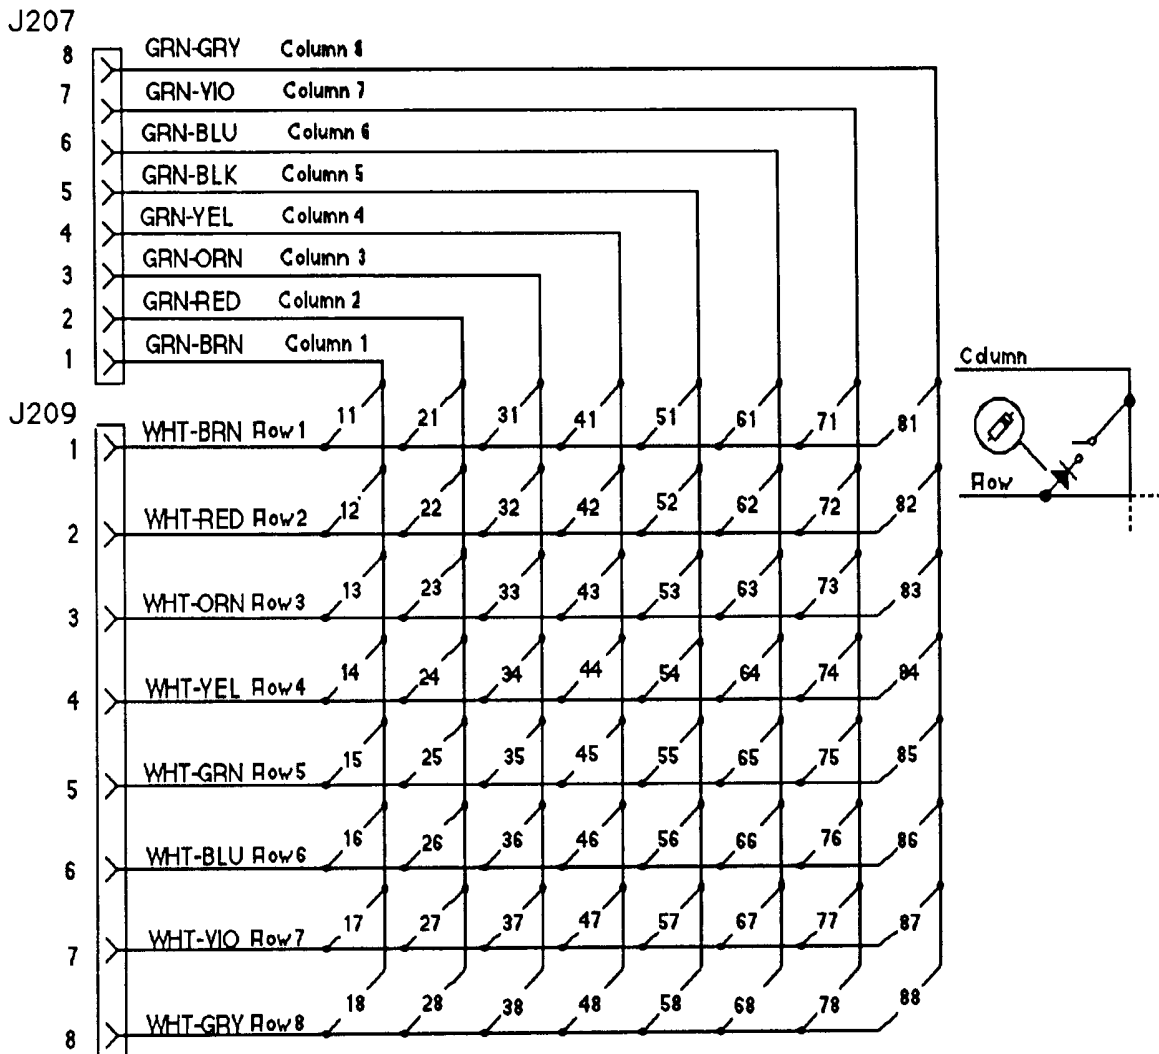 J207
8 GRN-GRY Column 8
7 GRN-VIO Column 7
6 GRN-BLU Column 6
5 GRN-BLK Column 5
4 GRN-YEL Column 4
3 GRN-ORN Column 3
2 GRN-RED Column 2
1 GRN-BRN Column 1
Column
Row
J209
1 WHT-BRN Row 1 11 21 31 41 51 61 71 81
2 WHT-RED Row 2 12 22 32 42 52 62 72 82
3 WHT-ORN Row 3 13 23 33 43 53 63 73 83
4 WHT-YEL Row 4 14 24 34 44 54 64 74 84
5 WHT-GRN Row 5 15 25 35 45 55 65 75 85
6 WHT-BLU Row 6 16 26 36 46 56 66 76 86
7 WHT-VIO Row 7 17 27 37 47 57 67 77 87
8 WHT-GRY Row 8 18 28 38 48 58 68 78 88